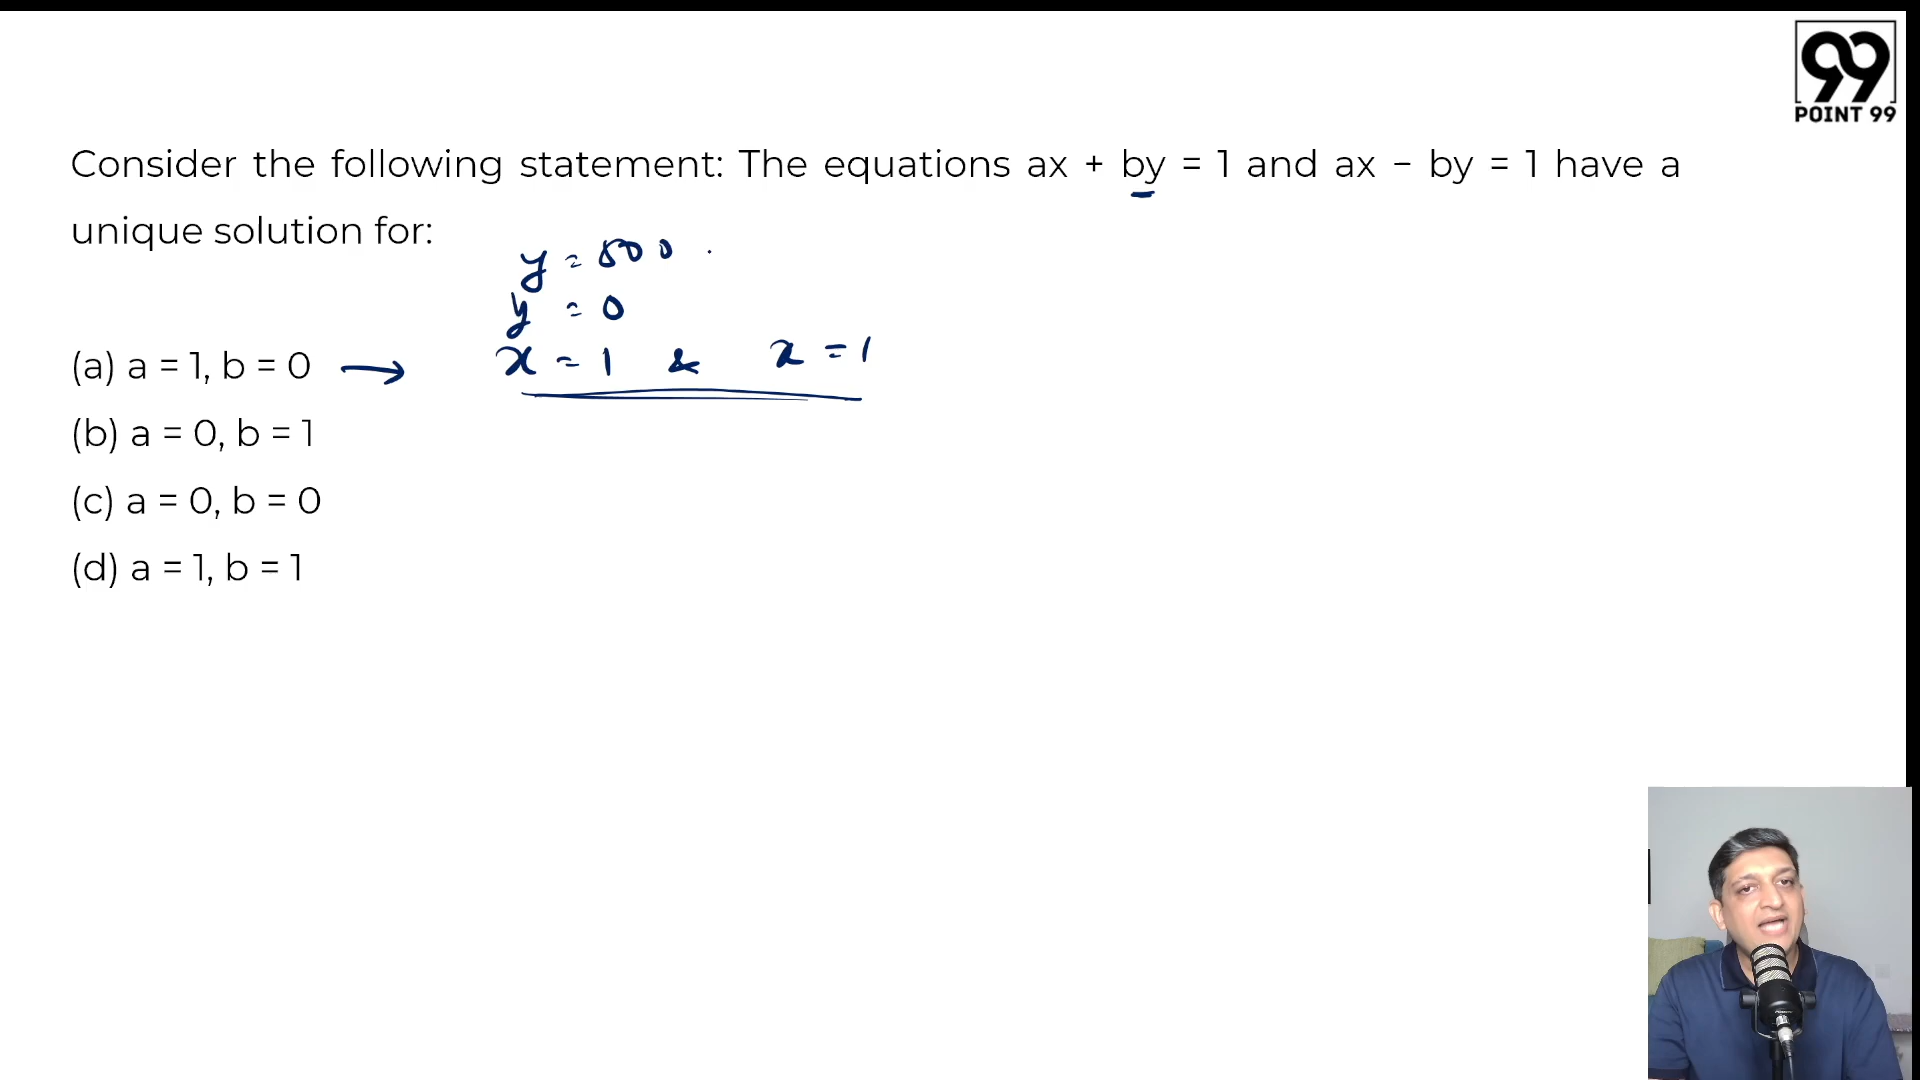 99
POINT 99
Consider the following statement: The equations ax + by = 1 and ax − by = 1 have a
unique solution for:
y = 500
y = 0
(a) a = 1, b = 0 → x = 1 & x = 1
(b) a = 0, b = 1
(c) a = 0, b = 0
(d) a = 1, b = 1